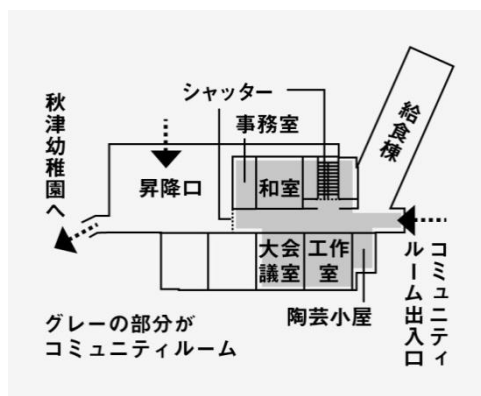 シャッター
事務室
秋津幼稚園へ
昇降口
和室
給食棟
大会
議室
工作
室
陶芸小屋
コミュニティ
ルーム出入口
グレーの部分が
コミュニティルーム